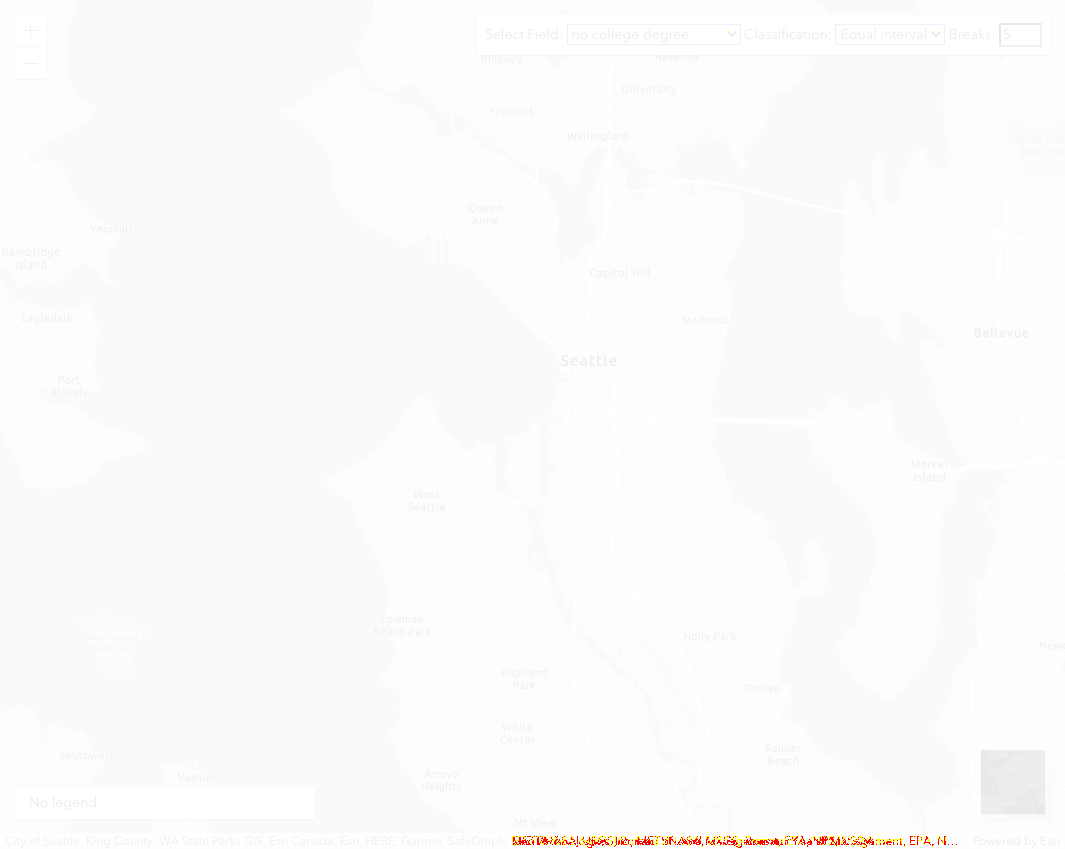 +
−
Select Field: no college degree Classification: Equal interval Breaks: 5
Phinney
Ravenna
University
Fremont
Wallingford
Queen
Anne
Yeomalt
Bainbridge
Island
Capitol Hill
Eagledale
Madrona
Bellevue
Seattle
Port
Blakely
Mercer
Island
West
Seattle
Lowman
Beach Park
Holly Park
Highland
Park
Dunlap
White
Center
Rainier
Beach
Southworth
Vashon
Arroyo
Heights
No legend
Mt View
City of Seattle, King County, WA State Parks GIS, Esri Canada, Esri, HERE, Garmin, SafeGraph, EPA, N... Powered by Esri